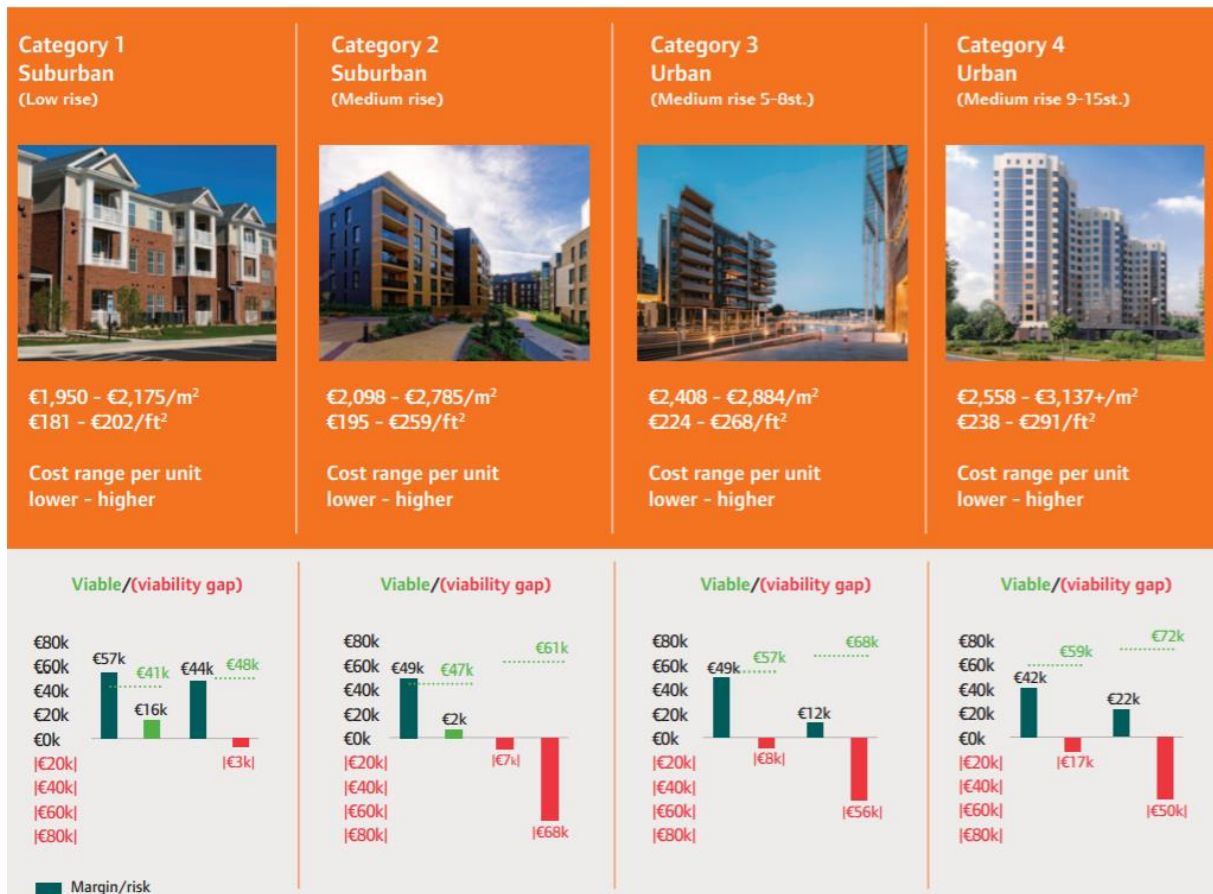 Category 1
Suburban
(Low rise)
Category 2
Suburban
(Medium rise)
Category 3
Urban
(Medium rise 5-8st.)
Category 4
Urban
(Medium rise 9-15st.)
€1,950 - €2,175/m²
€181 - €202/ft²
Cost range per unit
lower - higher
€2,098 - €2,785/m²
€195 - €259/ft²
Cost range per unit
lower - higher
€2,408 - €2,884/m²
€224 - €268/ft²
Cost range per unit
lower - higher
€2,558 - €3,137+/m²
€238 - €291/ft²
Cost range per unit
lower - higher
Viable/(viability gap)
€80k
€60k
€40k
€20k
€0k
|€20k|
|€40k|
|€60k|
|€80k|
€57k
€41k
€16k
€44k
€48k
|€3k|
Viable/(viability gap)
€80k
€60k
€40k
€20k
€0k
|€20k|
|€40k|
|€60k|
|€80k|
€49k
€47k
€2k
€61k
|€7k|
|€68k
Viable/(viability gap)
€80k
€60k
€40k
€20k
€0k
|€20k|
|€40k|
|€60k|
|€80k|
€49k
€57k
|€8k|
€68k
€12k
|€56k|
Viable/(viability gap)
€80k
€60k
€40k
€20k
€0k
|€20k|
|€40k|
|€60k|
|€80k|
€42k
€59k
|€17k
€72k
€22k
|€50k|
Margin/risk